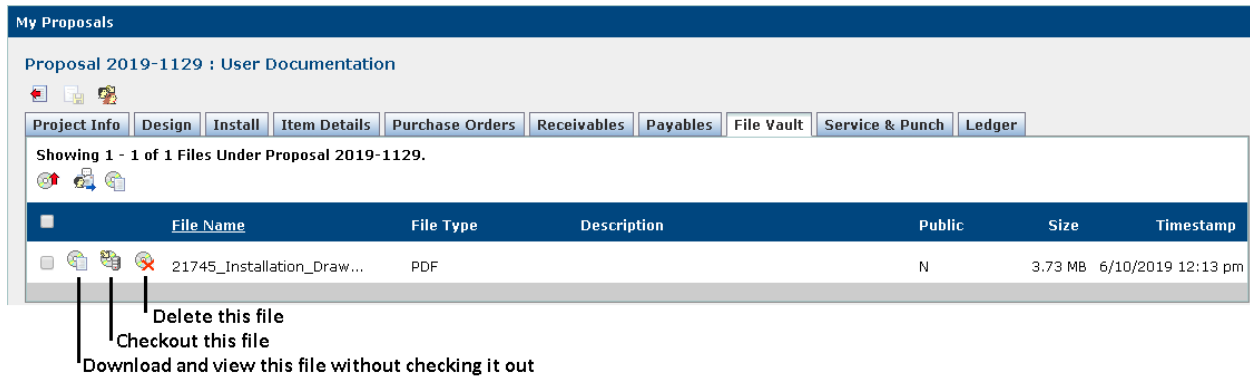 My Proposals
Proposal 2019-1129 : User Documentation
Project Info Design Install Item Details Purchase Orders Receivables Payables File Vault Service & Punch Ledger
Showing 1 - 1 of 1 Files Under Proposal 2019-1129.
File Name File Type Description Public Size Timestamp
21745_Installation_Draw... PDF N 3.73 MB 6/10/2019 12:13 pm
Delete this file
Checkout this file
Download and view this file without checking it out